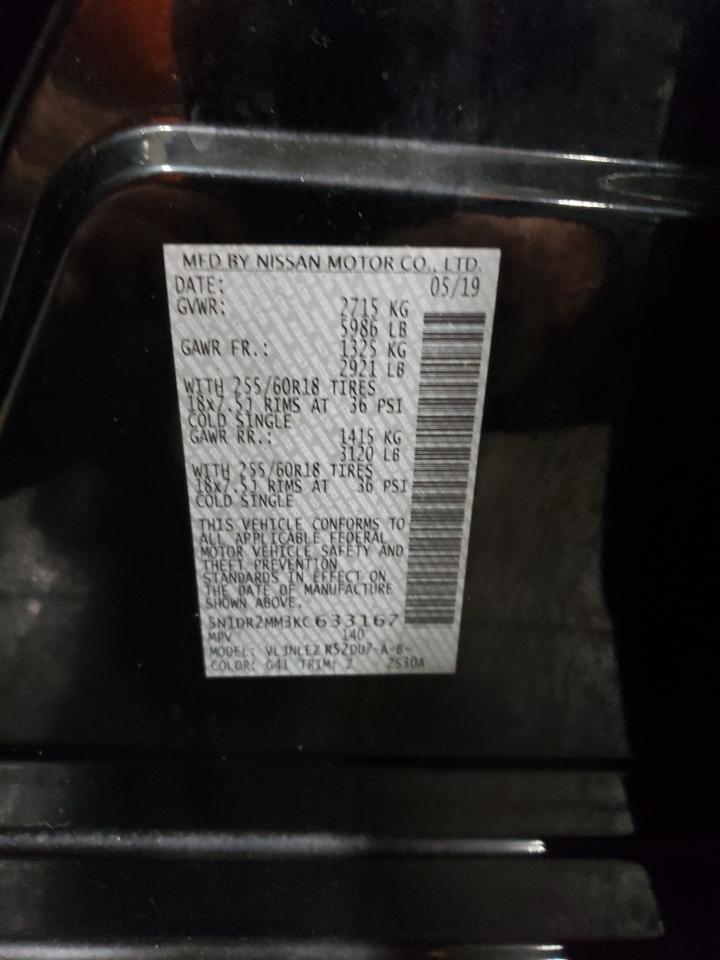 MFD BY NISSAN MOTOR CO., LTD.
DATE: 05/19
GVWR: 2715 KG
5986 LB
GAWR FR.: 1325 KG
2921 LB
WITH 255/60R18 TIRES
18x7.5J RIMS AT 36 PSI
COLD SINGLE
GAWR RR.: 1415 KG
3120 LB
WITH 255/60R18 TIRES
18x7.5J RIMS AT 36 PSI
COLD SINGLE
THIS VEHICLE CONFORMS TO
ALL APPLICABLE FEDERAL
MOTOR VEHICLE SAFETY AND
THEFT PREVENTION
STANDARDS IN EFFECT ON
THE DATE OF MANUFACTURE
SHOWN ABOVE.
5N1DR2MM3KC633167
MPV 140
MODEL: VLJNLEZ R52DU7-A-B-
COLOR: G41 TRIM: Z 2S30A